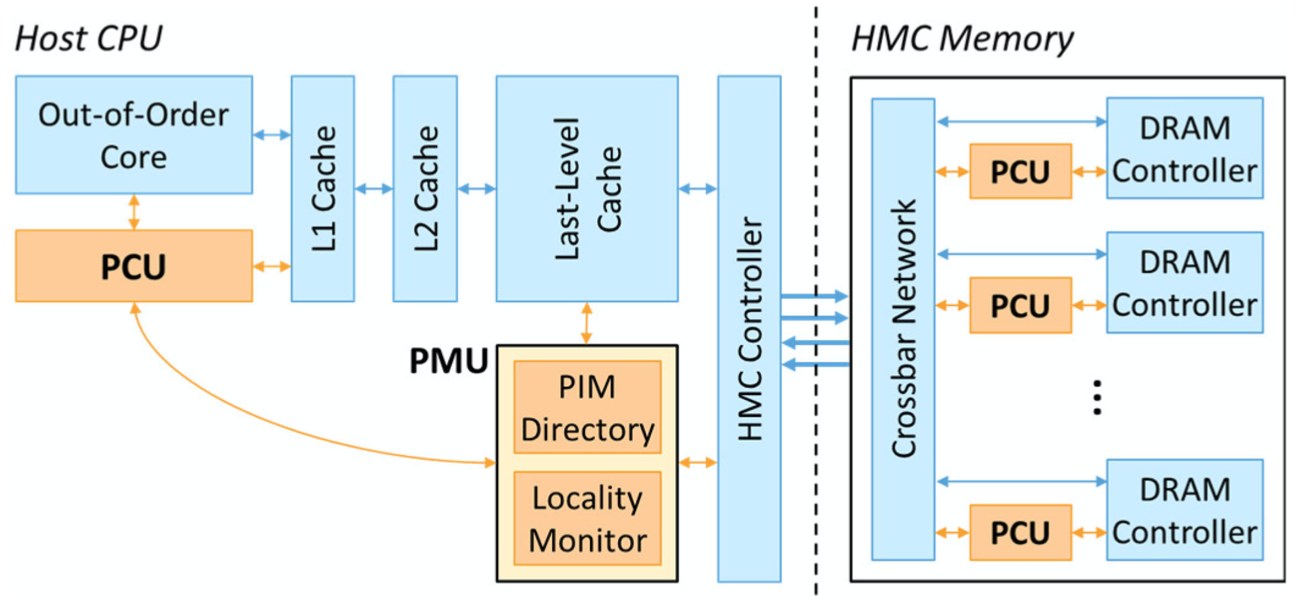 Host CPU
HMC Memory
Out-of-Order
Core
PCU
L1 Cache
L2 Cache
Last-Level
Cache
HMC Controller
PMU
PIM
Directory
Locality
Monitor
Crossbar Network
PCU
DRAM
Controller
PCU
DRAM
Controller
PCU
DRAM
Controller